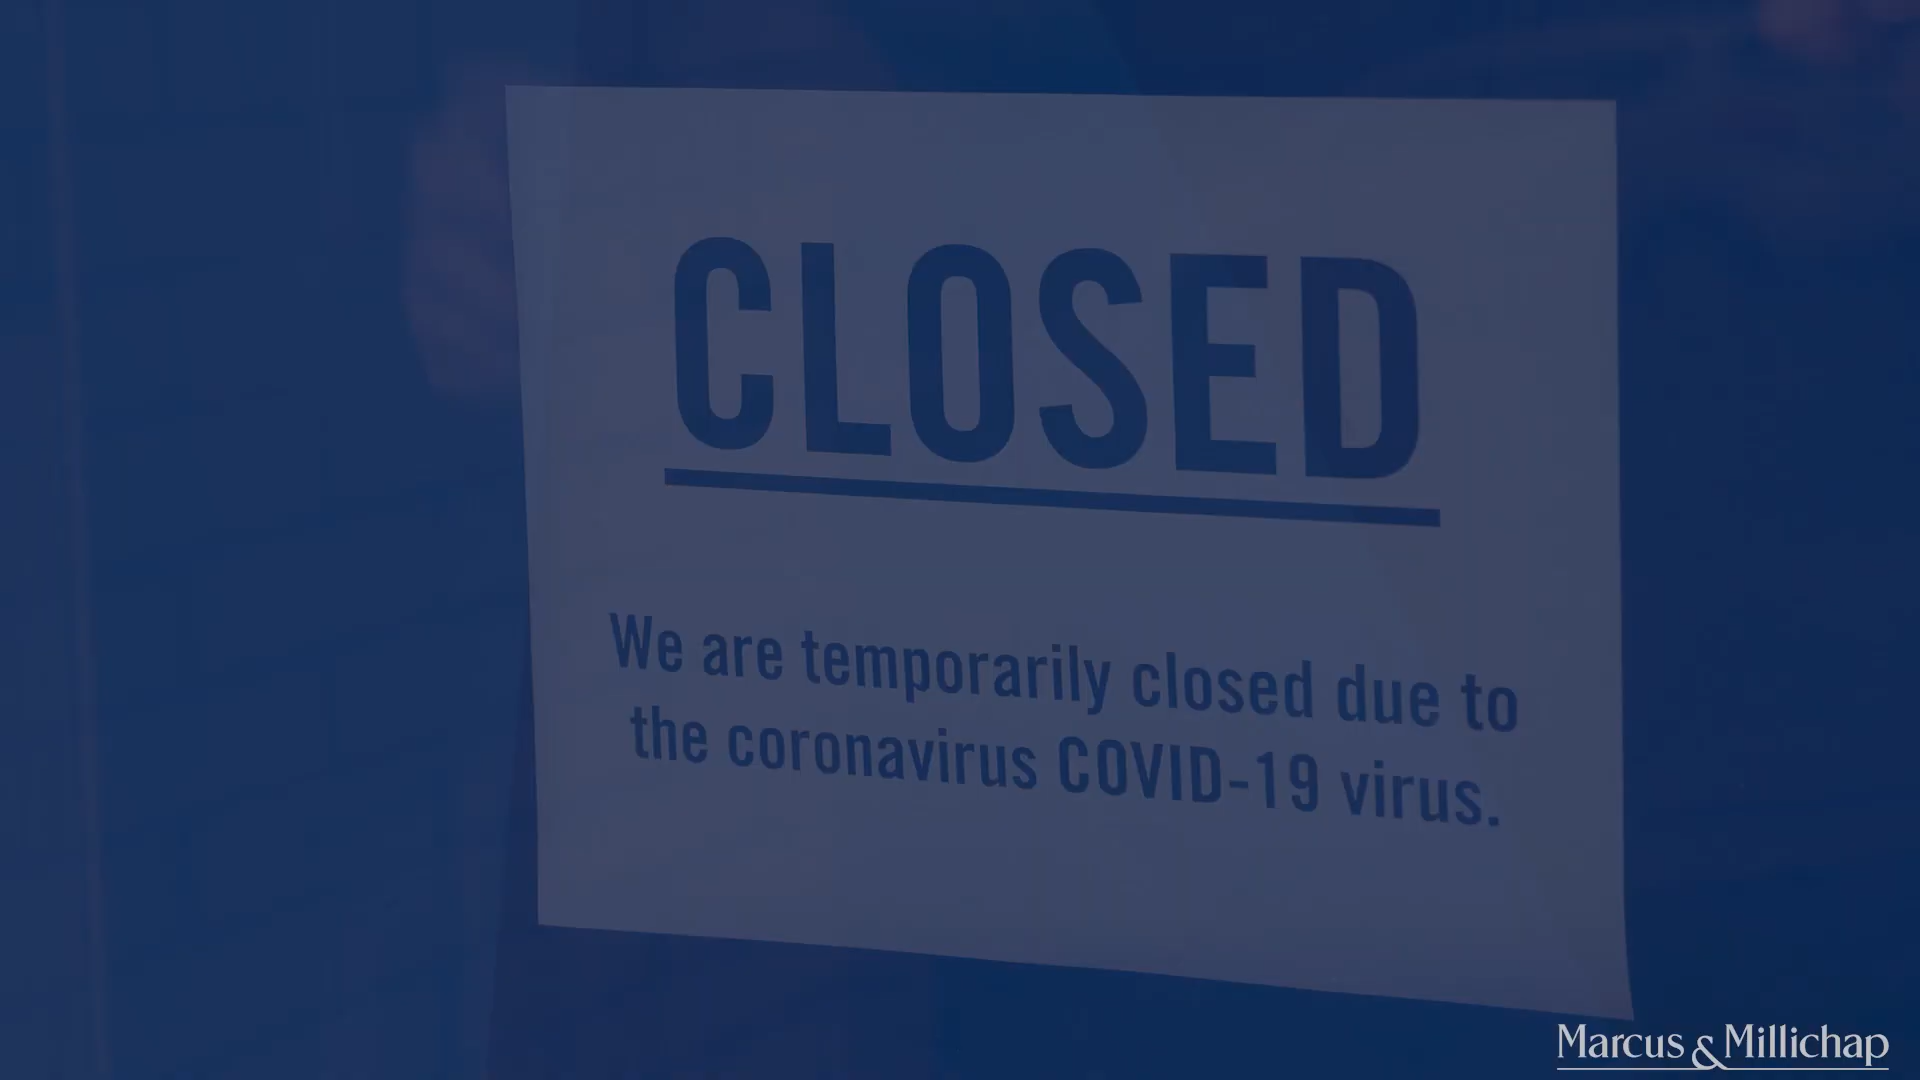 CLOSED
We are temporarily closed due to
the coronavirus COVID-19 virus.
Marcus & Millichap